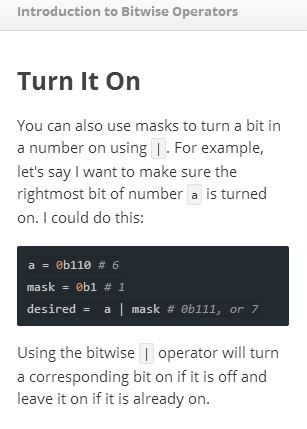 Introduction to Bitwise Operators
Turn It On
You can also use masks to turn a bit in
a number on using |. For example,
let's say I want to make sure the
rightmost bit of number a is turned
on. I could do this:
a = 0b110 # 6
mask = 0b1 # 1
desired =  a | mask # 0b111, or 7
Using the bitwise | operator will turn
a corresponding bit on if it is off and
leave it on if it is already on.